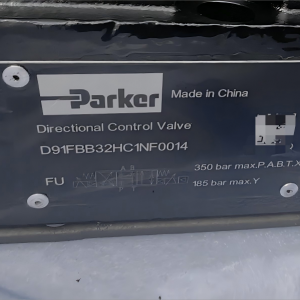 Parker
Made in China
Directional Control Valve
D91FBB32HC1NF0014
FU
350 bar max.P.A.B.T.X
185 bar max.Y